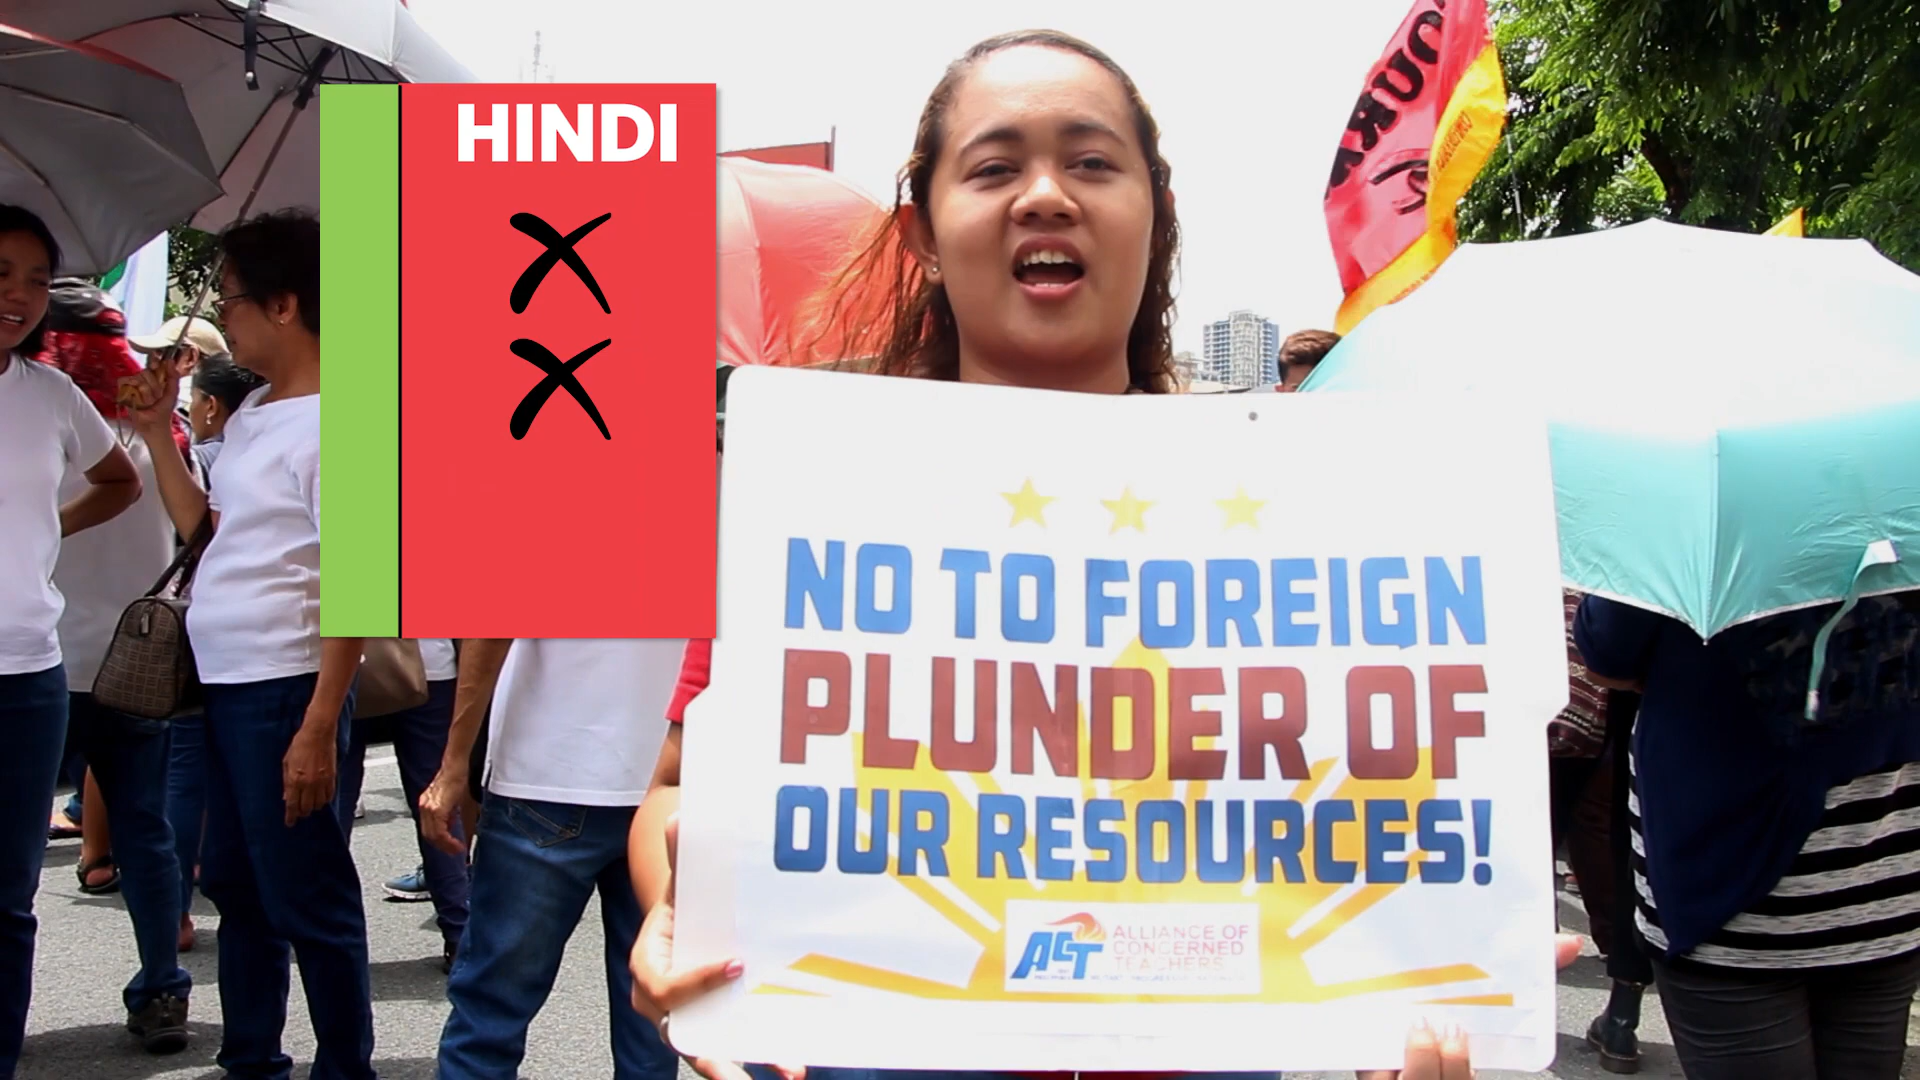 HINDI
NO TO FOREIGN
PLUNDER OF
OUR RESOURCES!
ACT
ALLIANCE OF
CONCERNED
TEACHERS